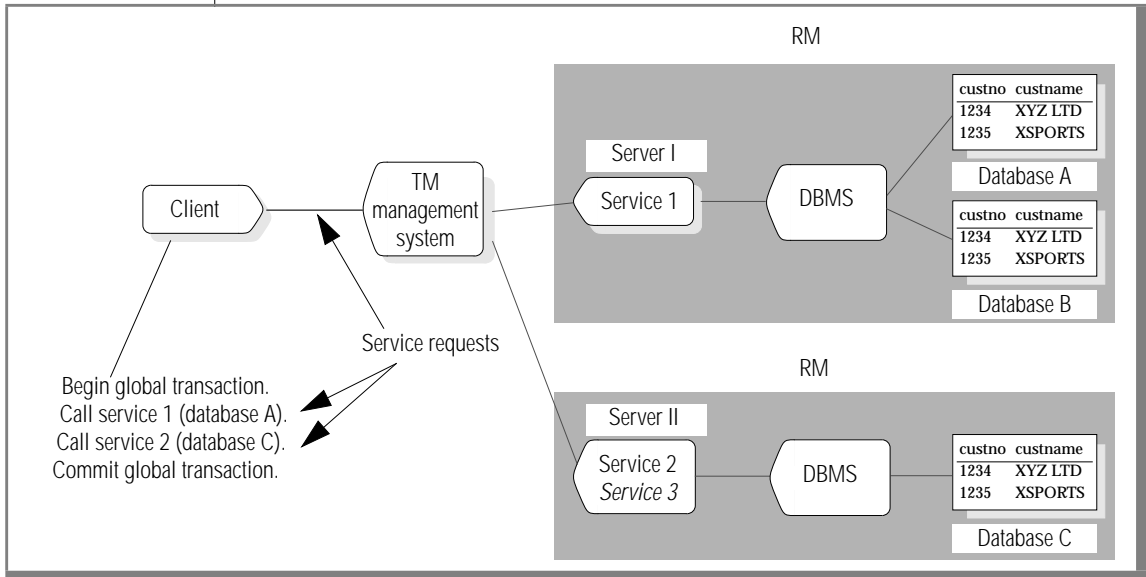 RM
custno custname
1234 XYZ LTD
1235 XSPORTS
Database A
Server I
Service 1
DBMS
Client
TM
management
system
custno custname
1234 XYZ LTD
1235 XSPORTS
Database B
Service requests
Begin global transaction.
Call service 1 (database A).
Call service 2 (database C).
Commit global transaction.
RM
Server II
Service 2
Service 3
DBMS
custno custname
1234 XYZ LTD
1235 XSPORTS
Database C